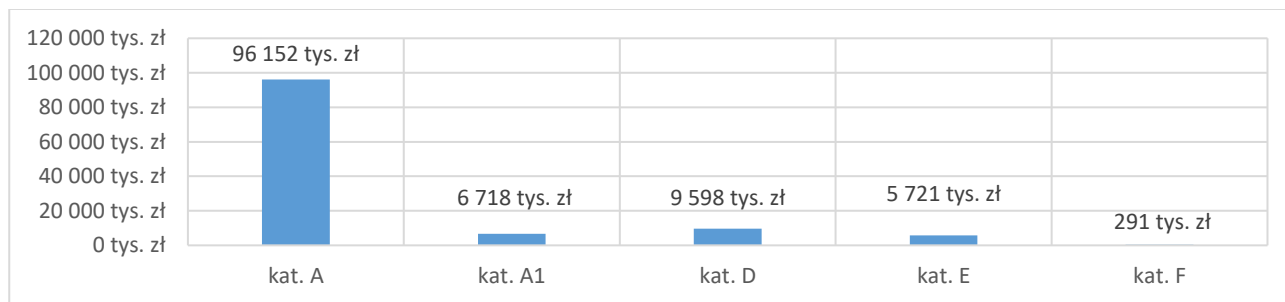 120 000 tys. zł
100 000 tys. zł
80 000 tys. zł
60 000 tys. zł
40 000 tys. zł
20 000 tys. zł
0 tys. zł
96 152 tys. zł
6 718 tys. zł
9 598 tys. zł
5 721 tys. zł
291 tys. zł
kat. A
kat. A1
kat. D
kat. E
kat. F